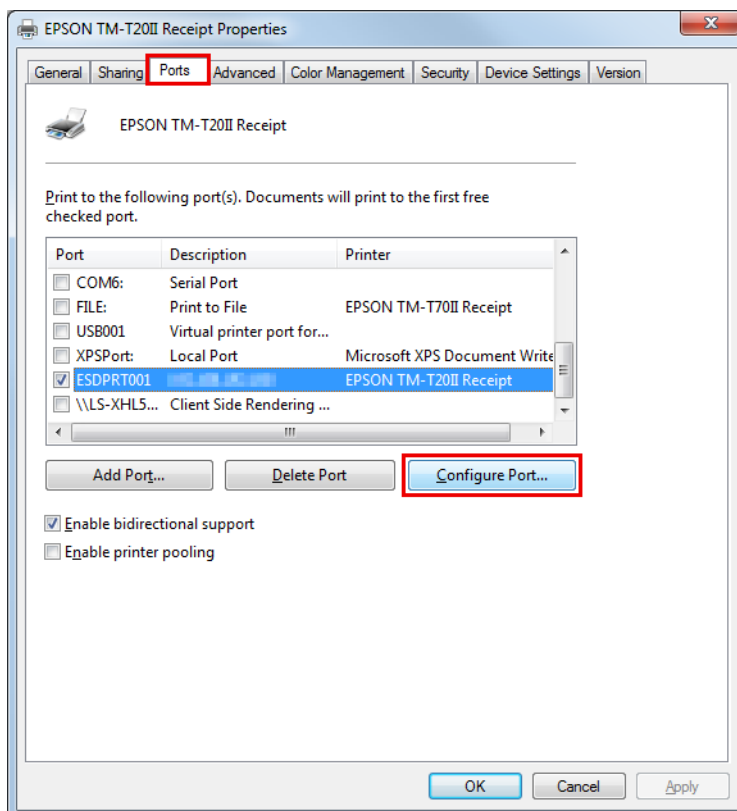 EPSON TM-T20II Receipt Properties
General Sharing Ports Advanced Color Management Security Device Settings Version
EPSON TM-T20II Receipt
Print to the following port(s). Documents will print to the first free
checked port.
Port Description Printer
COM6: Serial Port
FILE: Print to File EPSON TM-T70II Receipt
USB001 Virtual printer port for...
XPSPort: Local Port Microsoft XPS Document Write
ESDPRT001 EPSON TM-T20II Receipt
\\LS-XHL5... Client Side Rendering ...
Add Port... Delete Port Configure Port...
Enable bidirectional support
Enable printer pooling
OK Cancel Apply